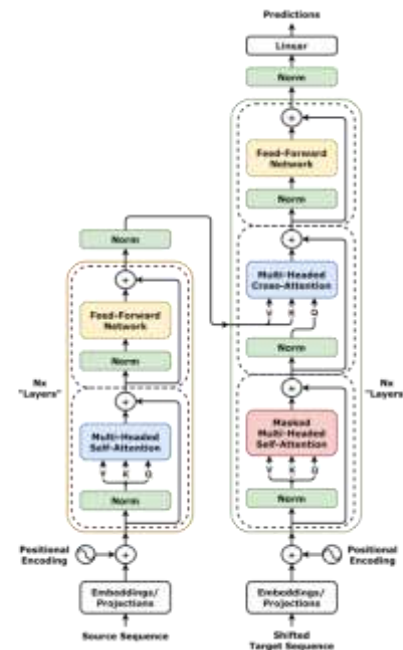 Predictions
Linear
Norm
Feed-Forward
Network
Norm
Multi-Headed
Cross-Attention
V K Q
Norm
Masked
Multi-Headed
Self-Attention
V K Q
Norm
Nx
"Layers"
Positional
Encoding
Embeddings/
Projections
Shifted
Target Sequence
Norm
Feed-Forward
Network
Norm
Multi-Headed
Self-Attention
V K Q
Norm
Nx
"Layers"
Positional
Encoding
Embeddings/
Projections
Source Sequence